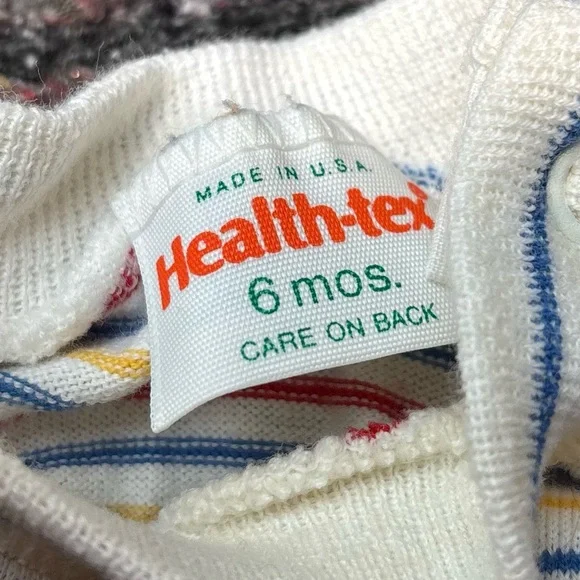 MADE IN U.S.A.
Health-tex
6 mos.
CARE ON BACK